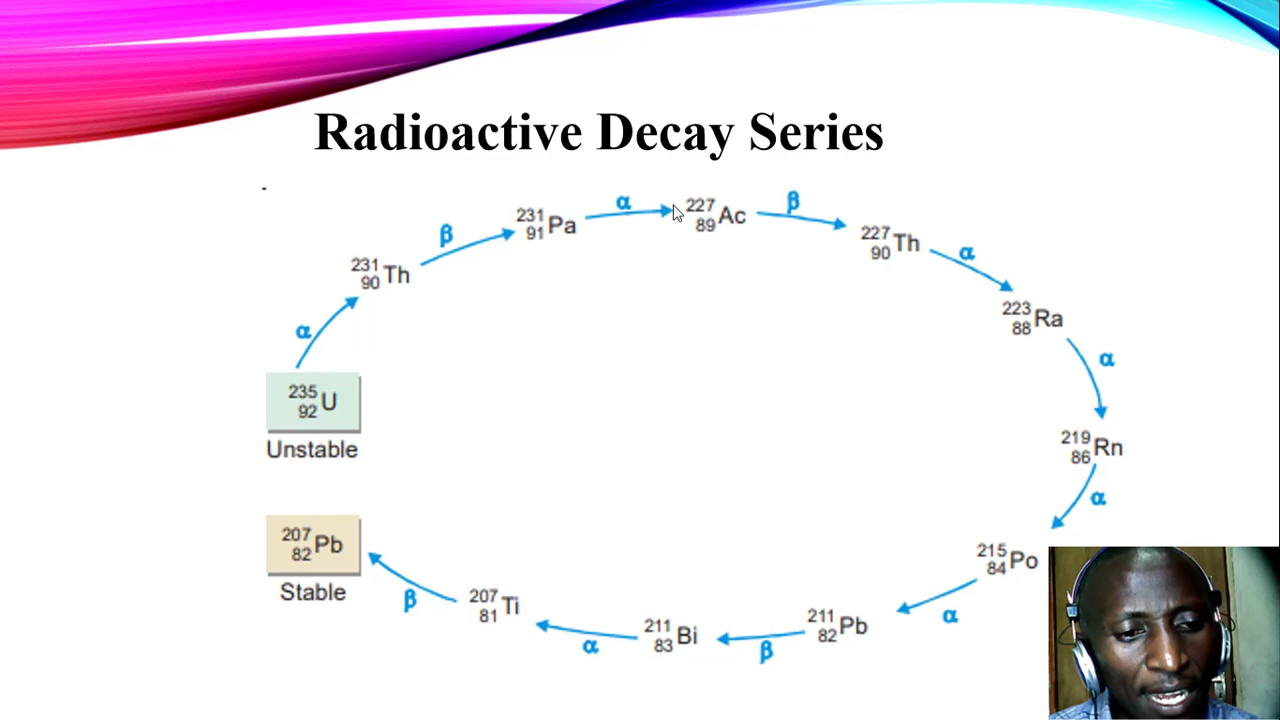 Radioactive Decay Series
α
β
α
β
α
α
α
α
β
α
β
235 92 U
Unstable
231 90 Th
231 91 Pa
227 89 Ac
227 90 Th
223 88 Ra
219 86 Rn
215 84 Po
211 82 Pb
211 83 Bi
207 81 Ti
207 82 Pb
Stable